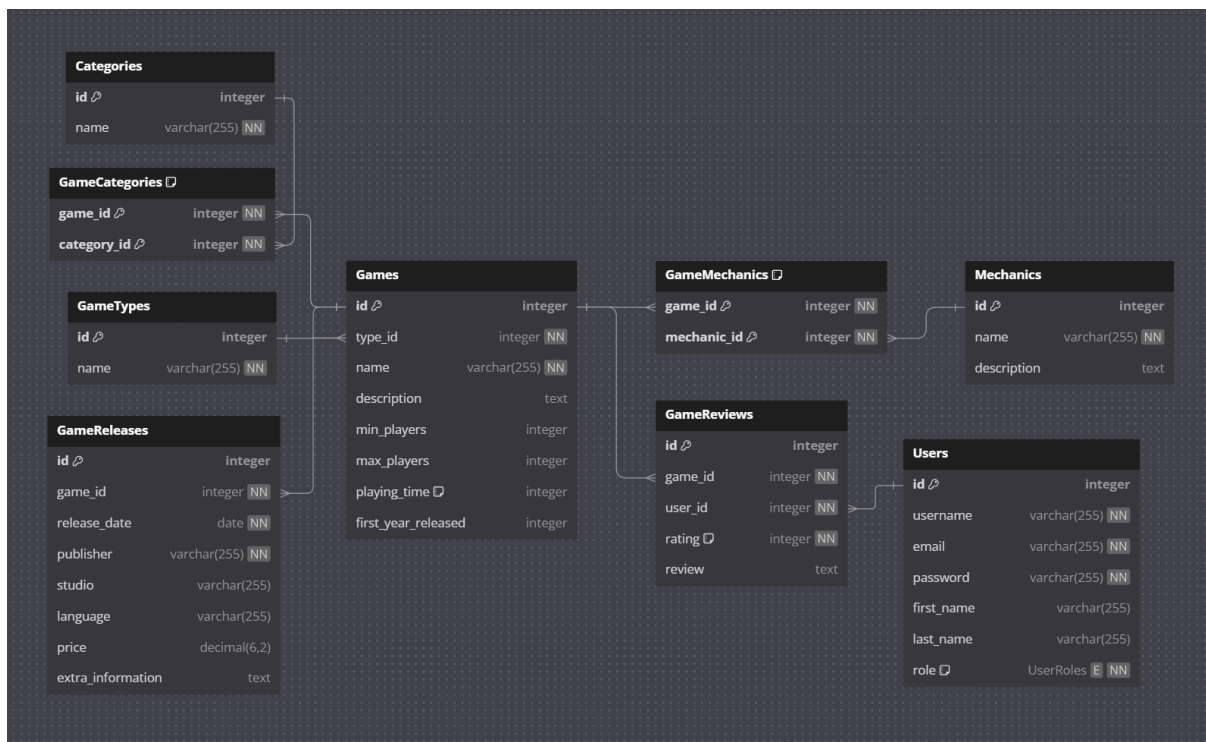 Categories
id integer
name varchar(255) NN
GameCategories
game_id integer NN
category_id integer NN
GameTypes
id integer
name varchar(255) NN
GameReleases
id integer
game_id integer NN
release_date date NN
publisher varchar(255) NN
studio varchar(255)
language varchar(255)
price decimal(6,2)
extra_information text
Games
id integer
type_id integer NN
name varchar(255) NN
description text
min_players integer
max_players integer
playing_time integer
first_year_released integer
GameMechanics
game_id integer NN
mechanic_id integer NN
GameReviews
id integer
game_id integer NN
user_id integer NN
rating integer NN
review text
Mechanics
id integer
name varchar(255) NN
description text
Users
id integer
username varchar(255) NN
email varchar(255) NN
password varchar(255) NN
first_name varchar(255)
last_name varchar(255)
role UserRoles E NN